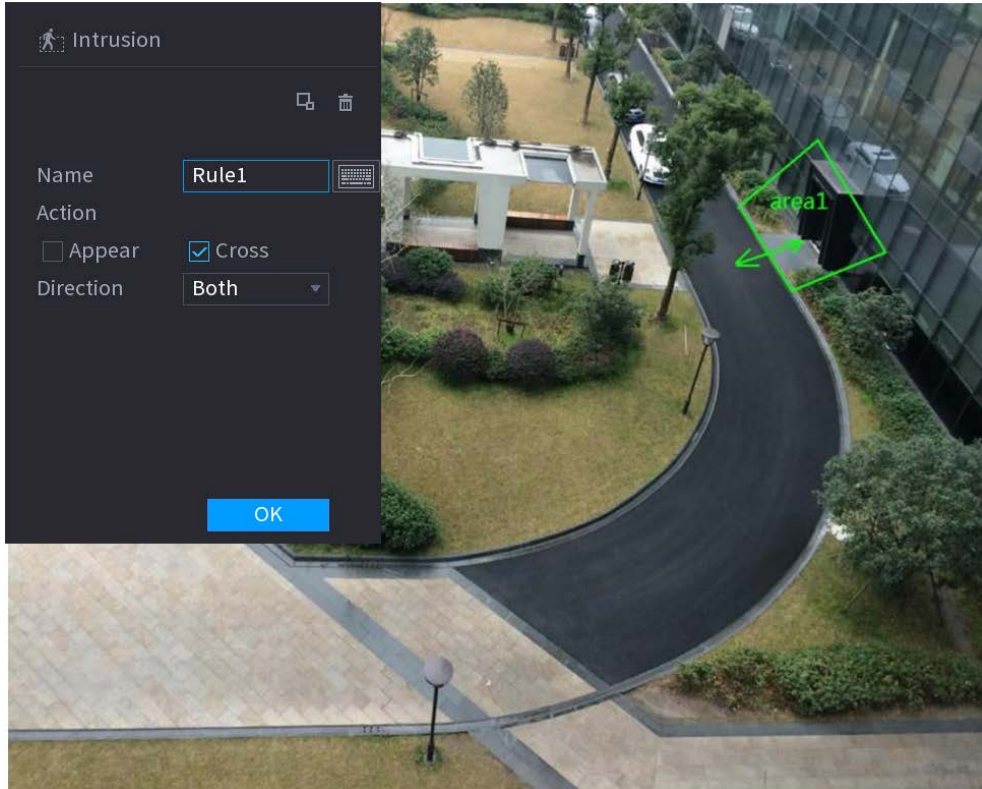 Intrusion
Name Rule1
Action
Appear Cross
Direction Both
OK
area1